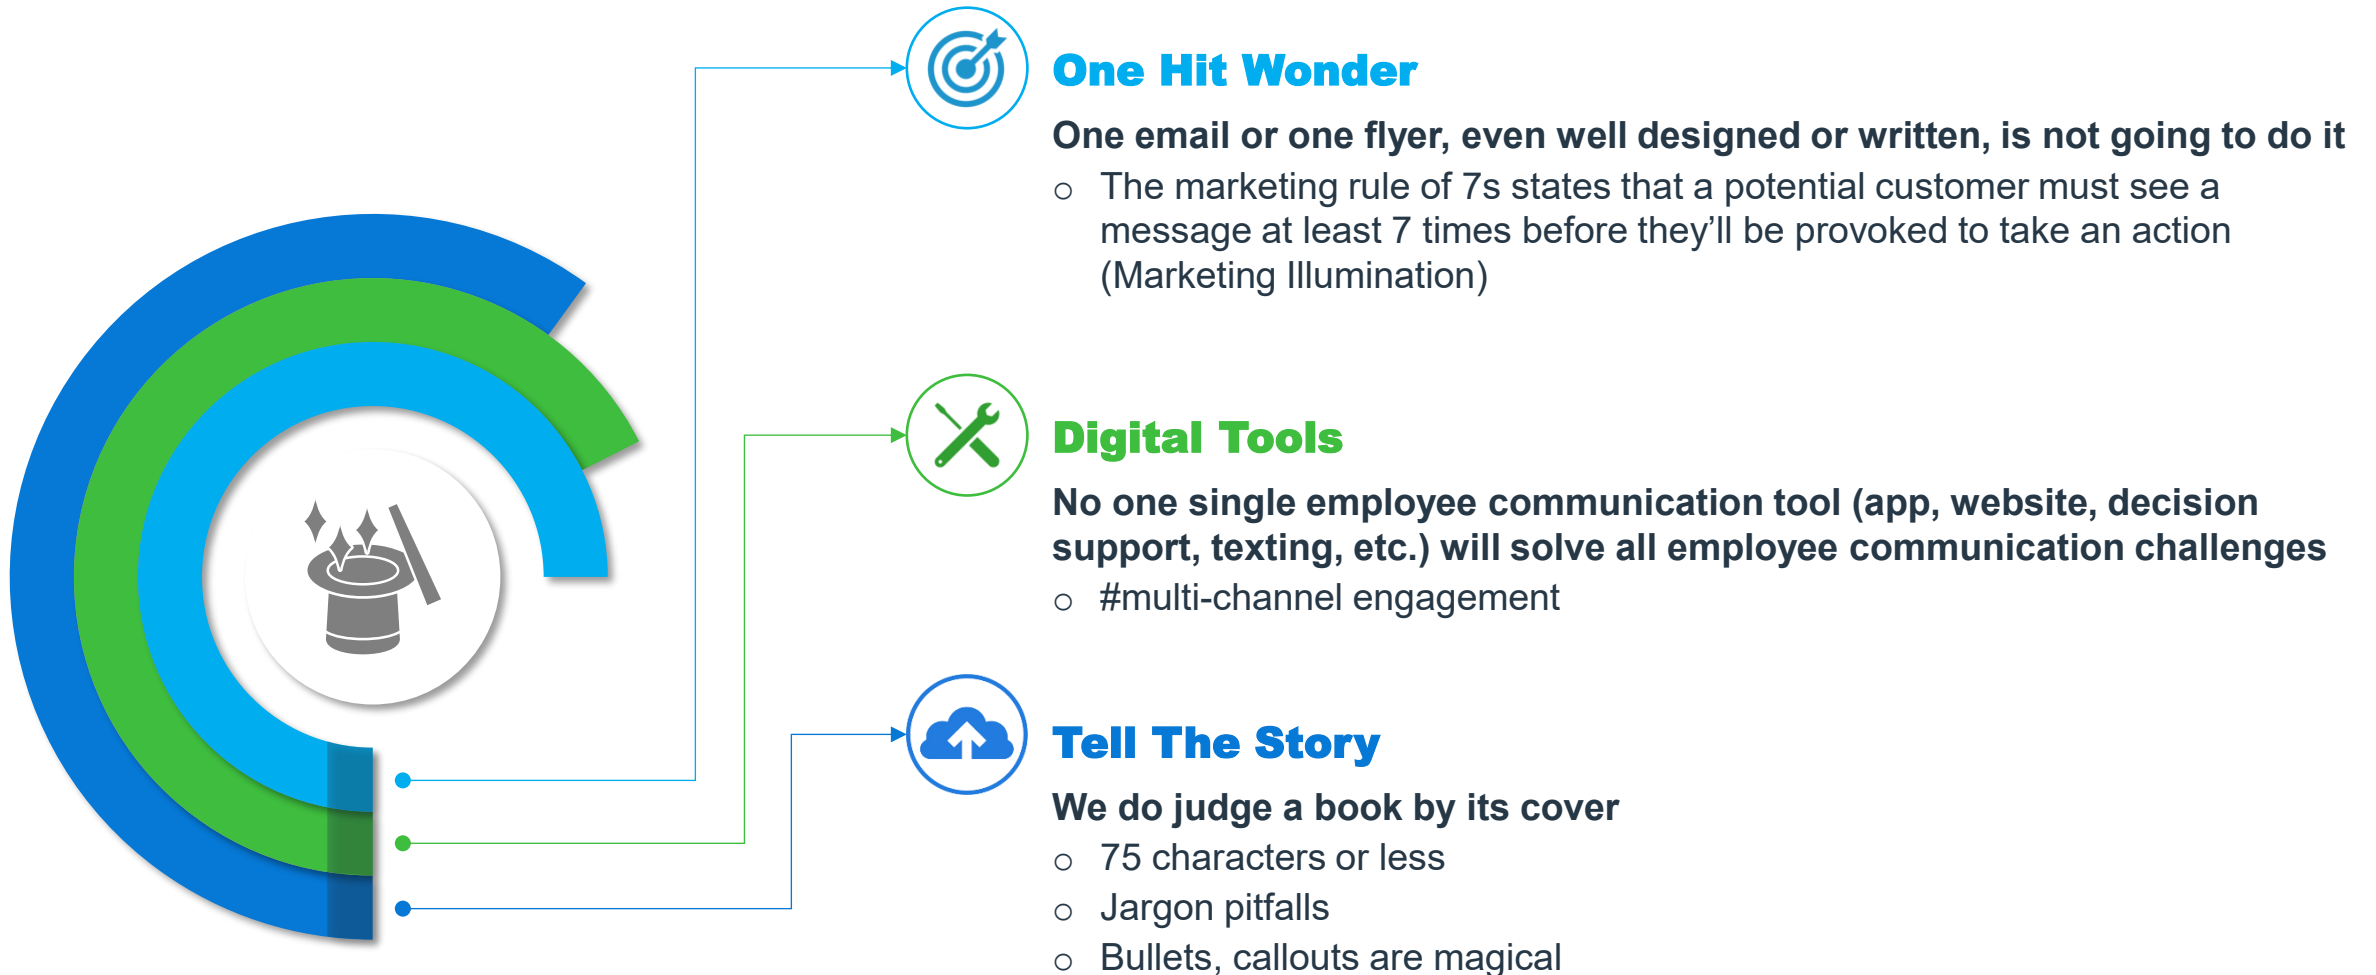 One Hit Wonder
One email or one flyer, even well designed or written, is not going to do it
o The marketing rule of 7s states that a potential customer must see a
message at least 7 times before they’ll be provoked to take an action
(Marketing Illumination)
Digital Tools
No one single employee communication tool (app, website, decision
support, texting, etc.) will solve all employee communication challenges
o #multi-channel engagement
Tell The Story
We do judge a book by its cover
o 75 characters or less
o Jargon pitfalls
o Bullets, callouts are magical